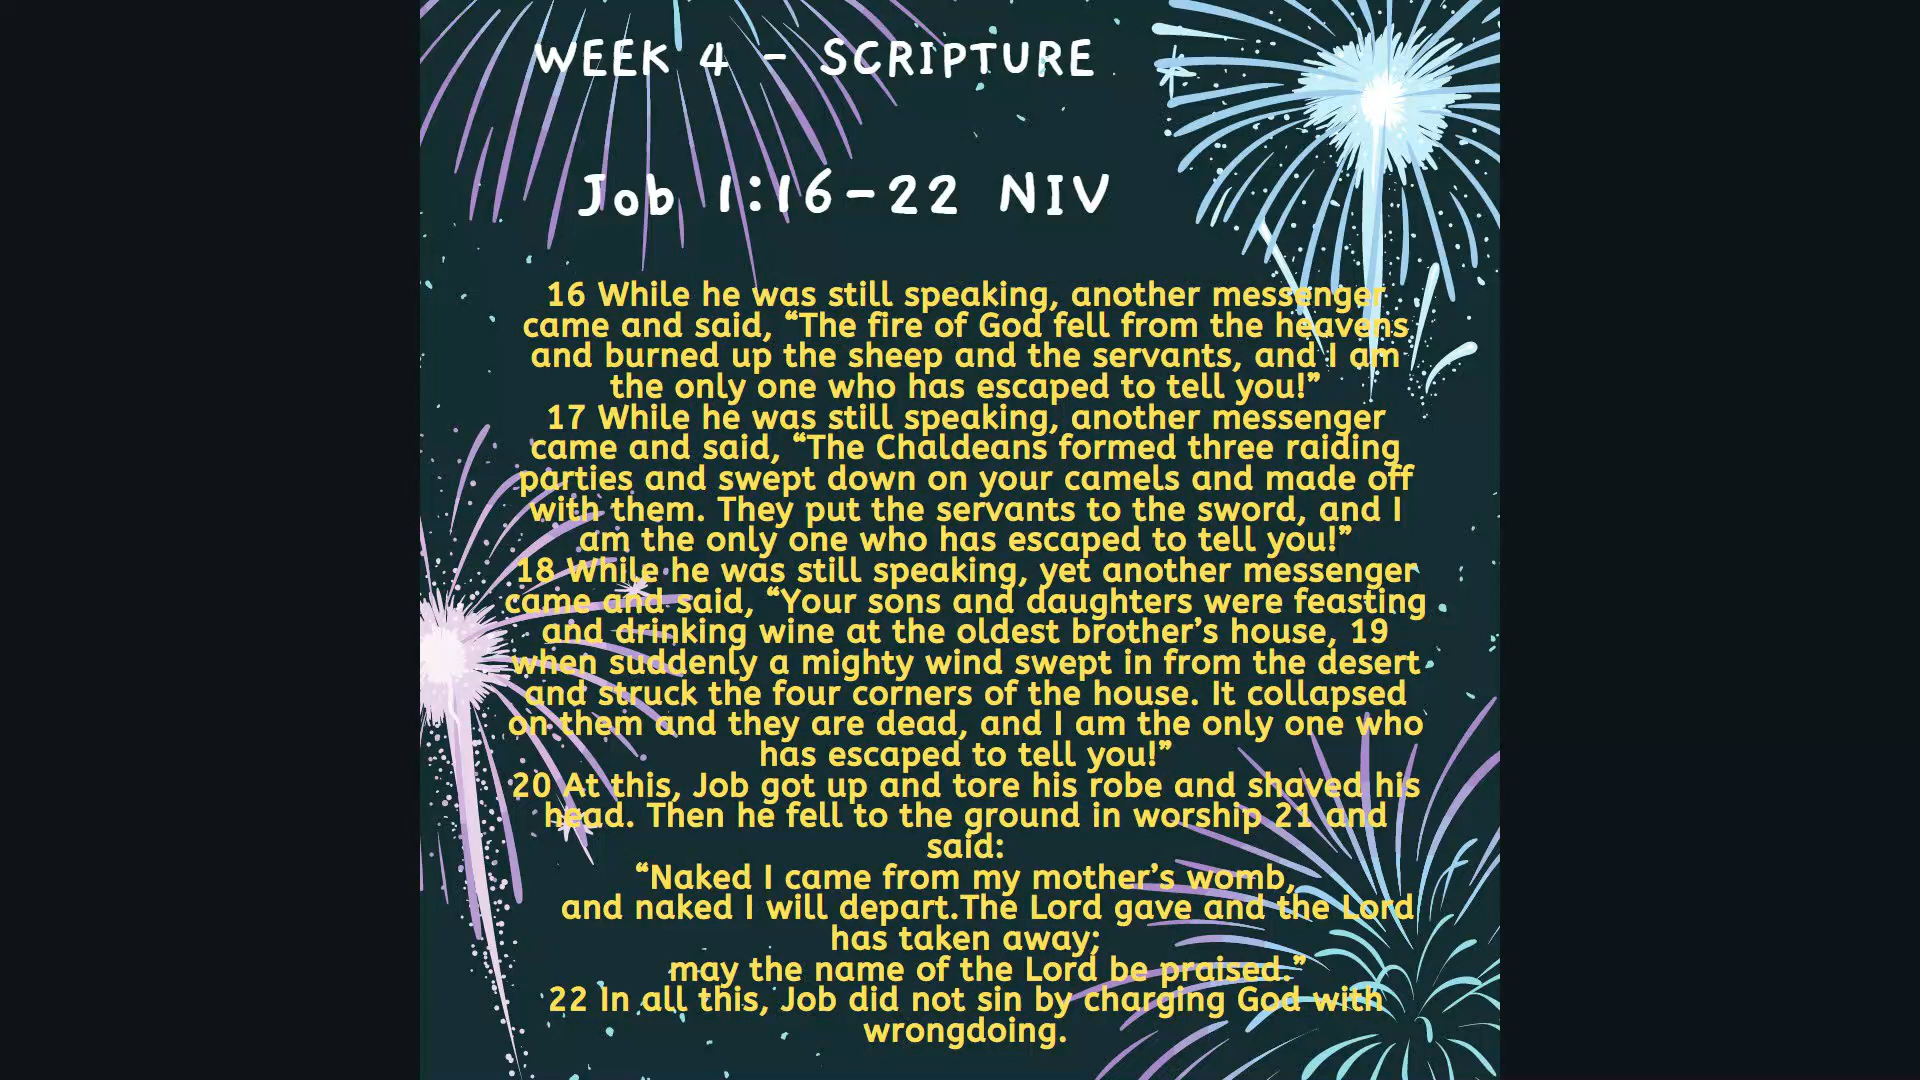 WEEK 4 - SCRIPTURE
Job 1:16-22 NIV
16 While he was still speaking, another messenger
came and said, “The fire of God fell from the heavens
and burned up the sheep and the servants, and I am
the only one who has escaped to tell you!”
17 While he was still speaking, another messenger
came and said, “The Chaldeans formed three raiding
parties and swept down on your camels and made off
with them. They put the servants to the sword, and I
am the only one who has escaped to tell you!”
18 While he was still speaking, yet another messenger
came and said, “Your sons and daughters were feasting
and drinking wine at the oldest brother’s house, 19
when suddenly a mighty wind swept in from the desert
and struck the four corners of the house. It collapsed
on them and they are dead, and I am the only one who
has escaped to tell you!”
20 At this, Job got up and tore his robe and shaved his
head. Then he fell to the ground in worship 21 and
said:
“Naked I came from my mother’s womb,
and naked I will depart.The Lord gave and the Lord
has taken away;
may the name of the Lord be praised.”
22 In all this, Job did not sin by charging God with
wrongdoing.